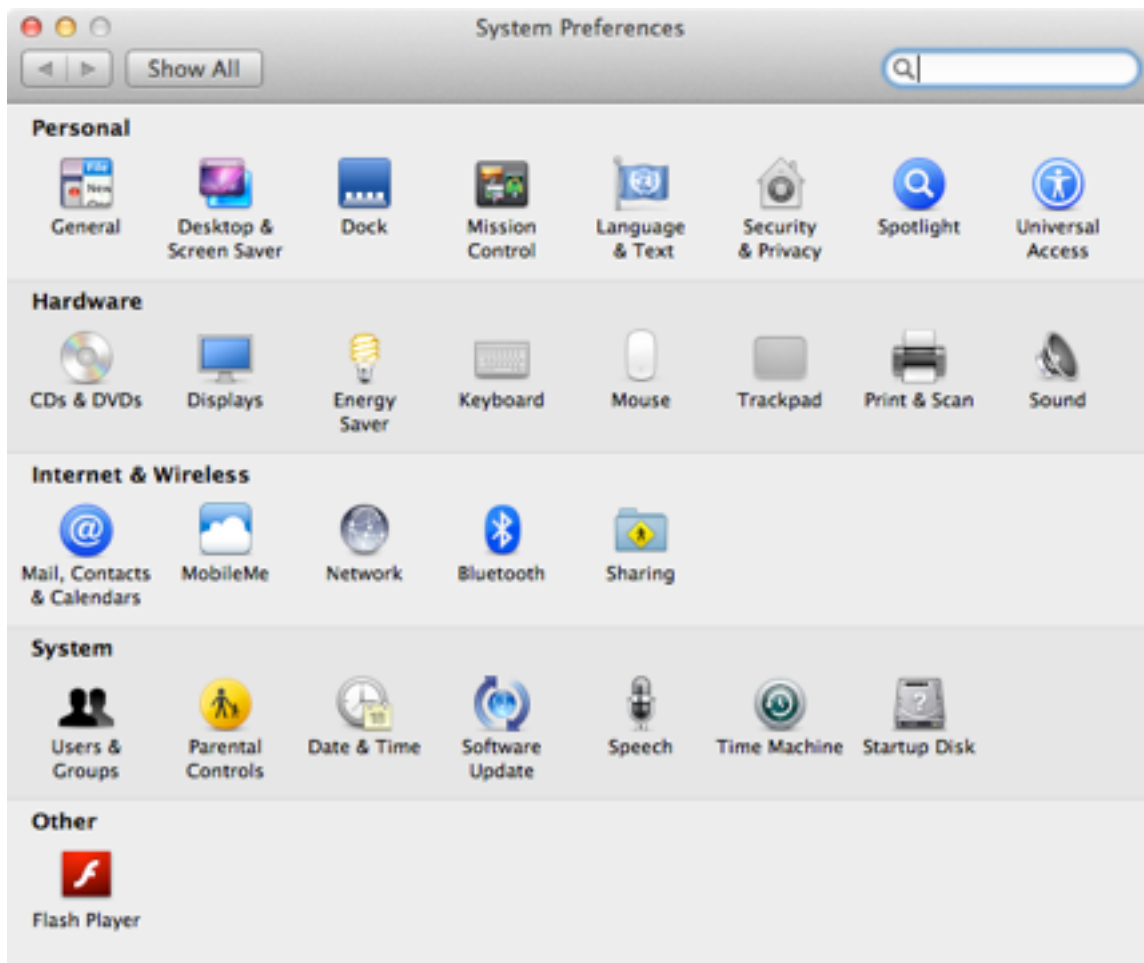 System Preferences
Show All
Personal
General
Desktop & Screen Saver
Dock
Mission Control
Language & Text
Security & Privacy
Spotlight
Universal Access
Hardware
CDs & DVDs
Displays
Energy Saver
Keyboard
Mouse
Trackpad
Print & Scan
Sound
Internet & Wireless
Mail, Contacts & Calendars
MobileMe
Network
Bluetooth
Sharing
System
Users & Groups
Parental Controls
Date & Time
Software Update
Speech
Time Machine
Startup Disk
Other
Flash Player